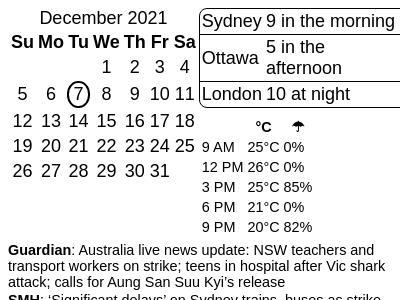 December 2021
Su Mo Tu We Th Fr Sa
1 2 3 4
5 6 7 8 9 10 11
12 13 14 15 16 17 18
19 20 21 22 23 24 25
26 27 28 29 30 31
Sydney 9 in the morning
Ottawa 5 in the
afternoon
London 10 at night
°C ☂
9 AM 25°C 0%
12 PM 26°C 0%
3 PM 25°C 85%
6 PM 21°C 0%
9 PM 20°C 82%
Guardian: Australia live news update: NSW teachers and
transport workers on strike; teens in hospital after Vic shark
attack; calls for Aung San Suu Kyi’s release
SMH: ‘Significant delays’ on Sydney trains, buses as strike